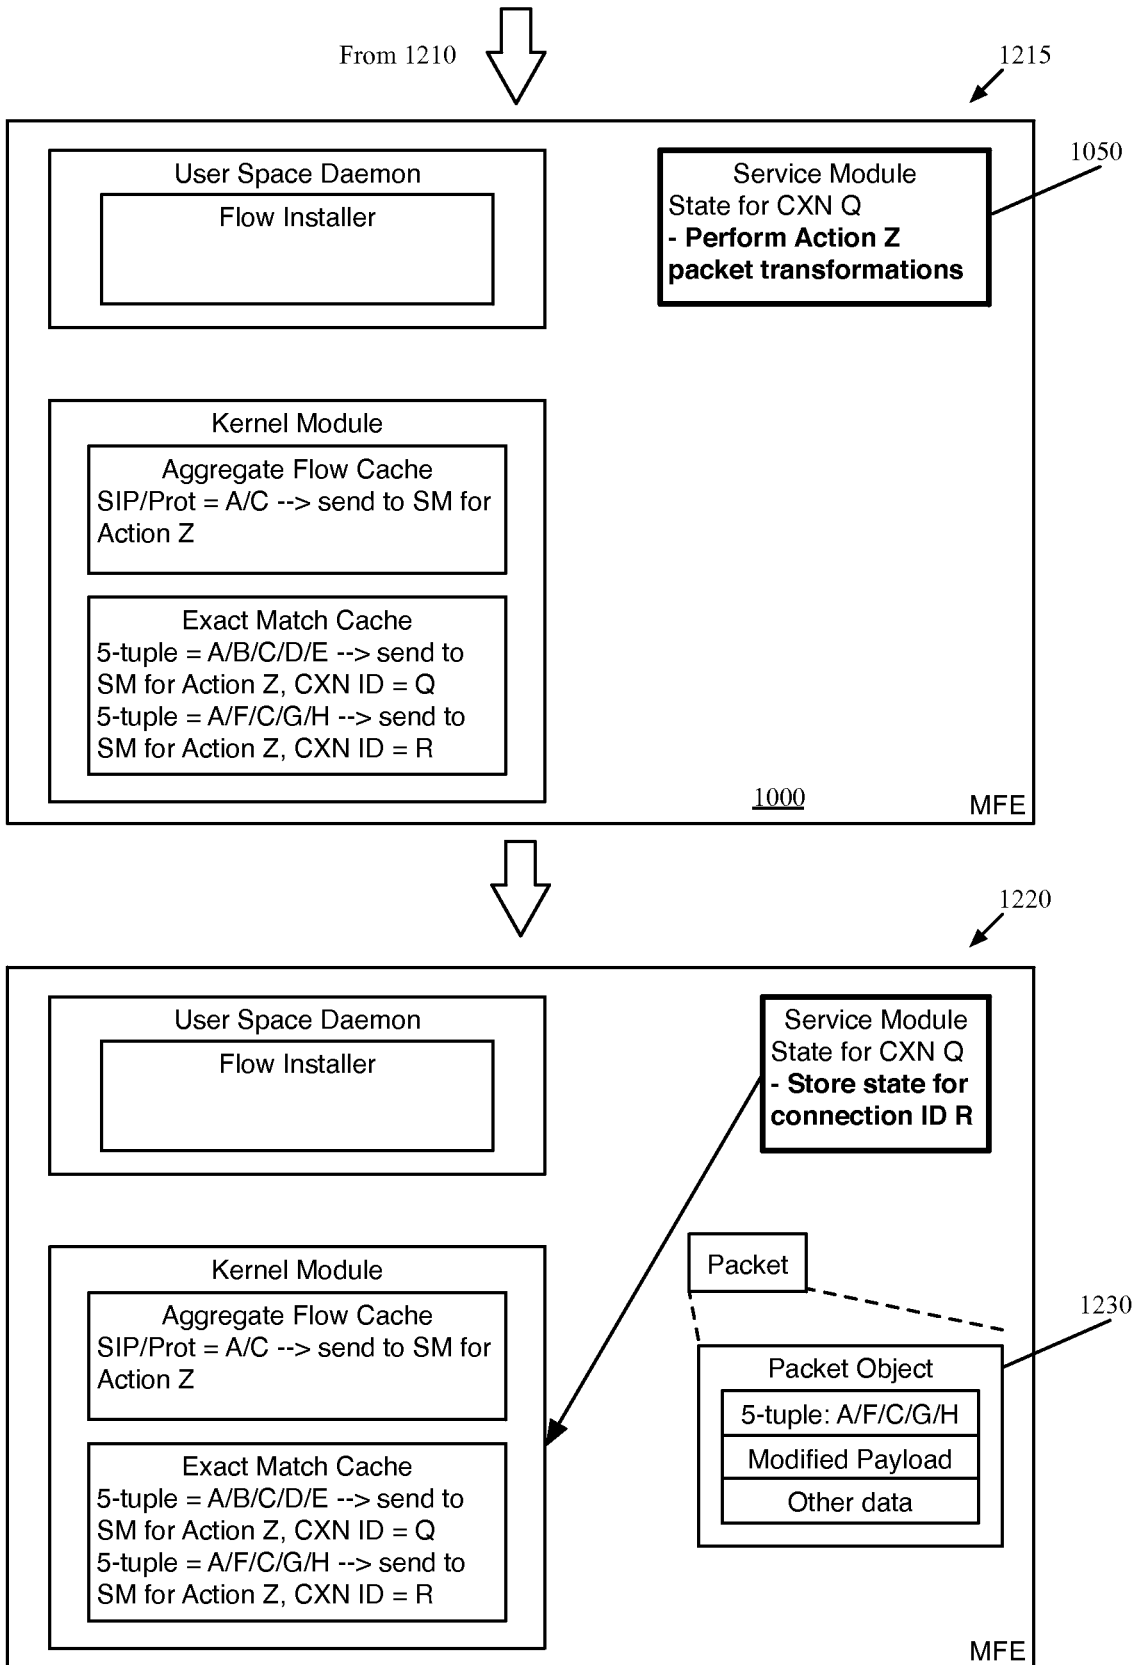 From 1210
1215
1050
User Space Daemon
Flow Installer
Service Module
State for CXN Q
- Perform Action Z
packet transformations
Kernel Module
Aggregate Flow Cache
SIP/Prot = A/C --> send to SM for
Action Z
Exact Match Cache
5-tuple = A/B/C/D/E --> send to
SM for Action Z, CXN ID = Q
5-tuple = A/F/C/G/H --> send to
SM for Action Z, CXN ID = R
1000
MFE
1220
User Space Daemon
Flow Installer
Service Module
State for CXN Q
- Store state for
connection ID R
Kernel Module
Aggregate Flow Cache
SIP/Prot = A/C --> send to SM for
Action Z
Exact Match Cache
5-tuple = A/B/C/D/E --> send to
SM for Action Z, CXN ID = Q
5-tuple = A/F/C/G/H --> send to
SM for Action Z, CXN ID = R
Packet
1230
Packet Object
5-tuple: A/F/C/G/H
Modified Payload
Other data
MFE